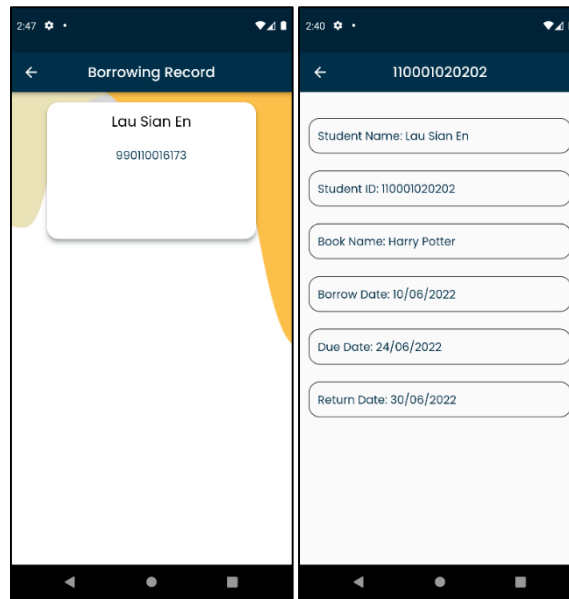 2:47
Borrowing Record
Lau Sian En
990110016173
2:40
110001020202
Student Name: Lau Sian En
Student ID: 110001020202
Book Name: Harry Potter
Borrow Date: 10/06/2022
Due Date: 24/06/2022
Return Date: 30/06/2022